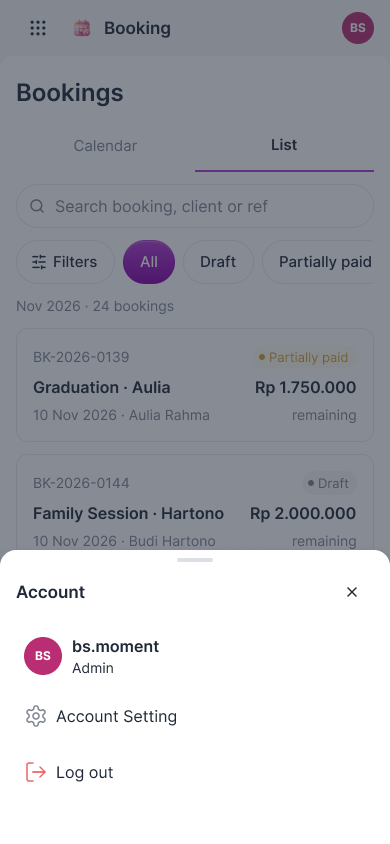 Booking
BS
Bookings
Calendar
List
Search booking, client or ref
Filters
All
Draft
Partially paid
Nov 2026 · 24 bookings
BK-2026-0139
Partially paid
Graduation · Aulia
Rp 1.750.000
10 Nov 2026 · Aulia Rahma
remaining
BK-2026-0144
Draft
Family Session · Hartono
Rp 2.000.000
10 Nov 2026 · Budi Hartono
remaining
Account
BS
bs.moment
Admin
Account Setting
Log out